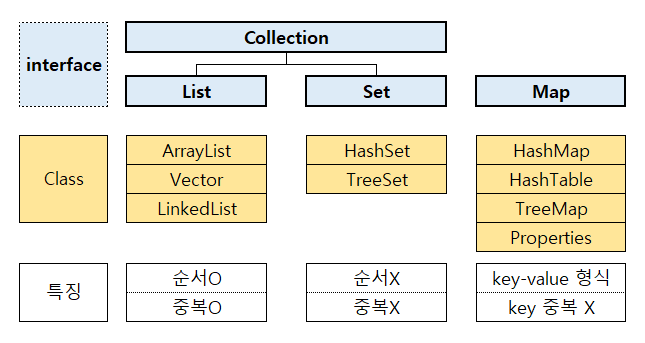 interface
Collection
List
Set
Map
Class
ArrayList
Vector
LinkedList
HashSet
TreeSet
HashMap
HashTable
TreeMap
Properties
특징
순서O
중복O
순서X
중복X
key-value 형식
key 중복 X